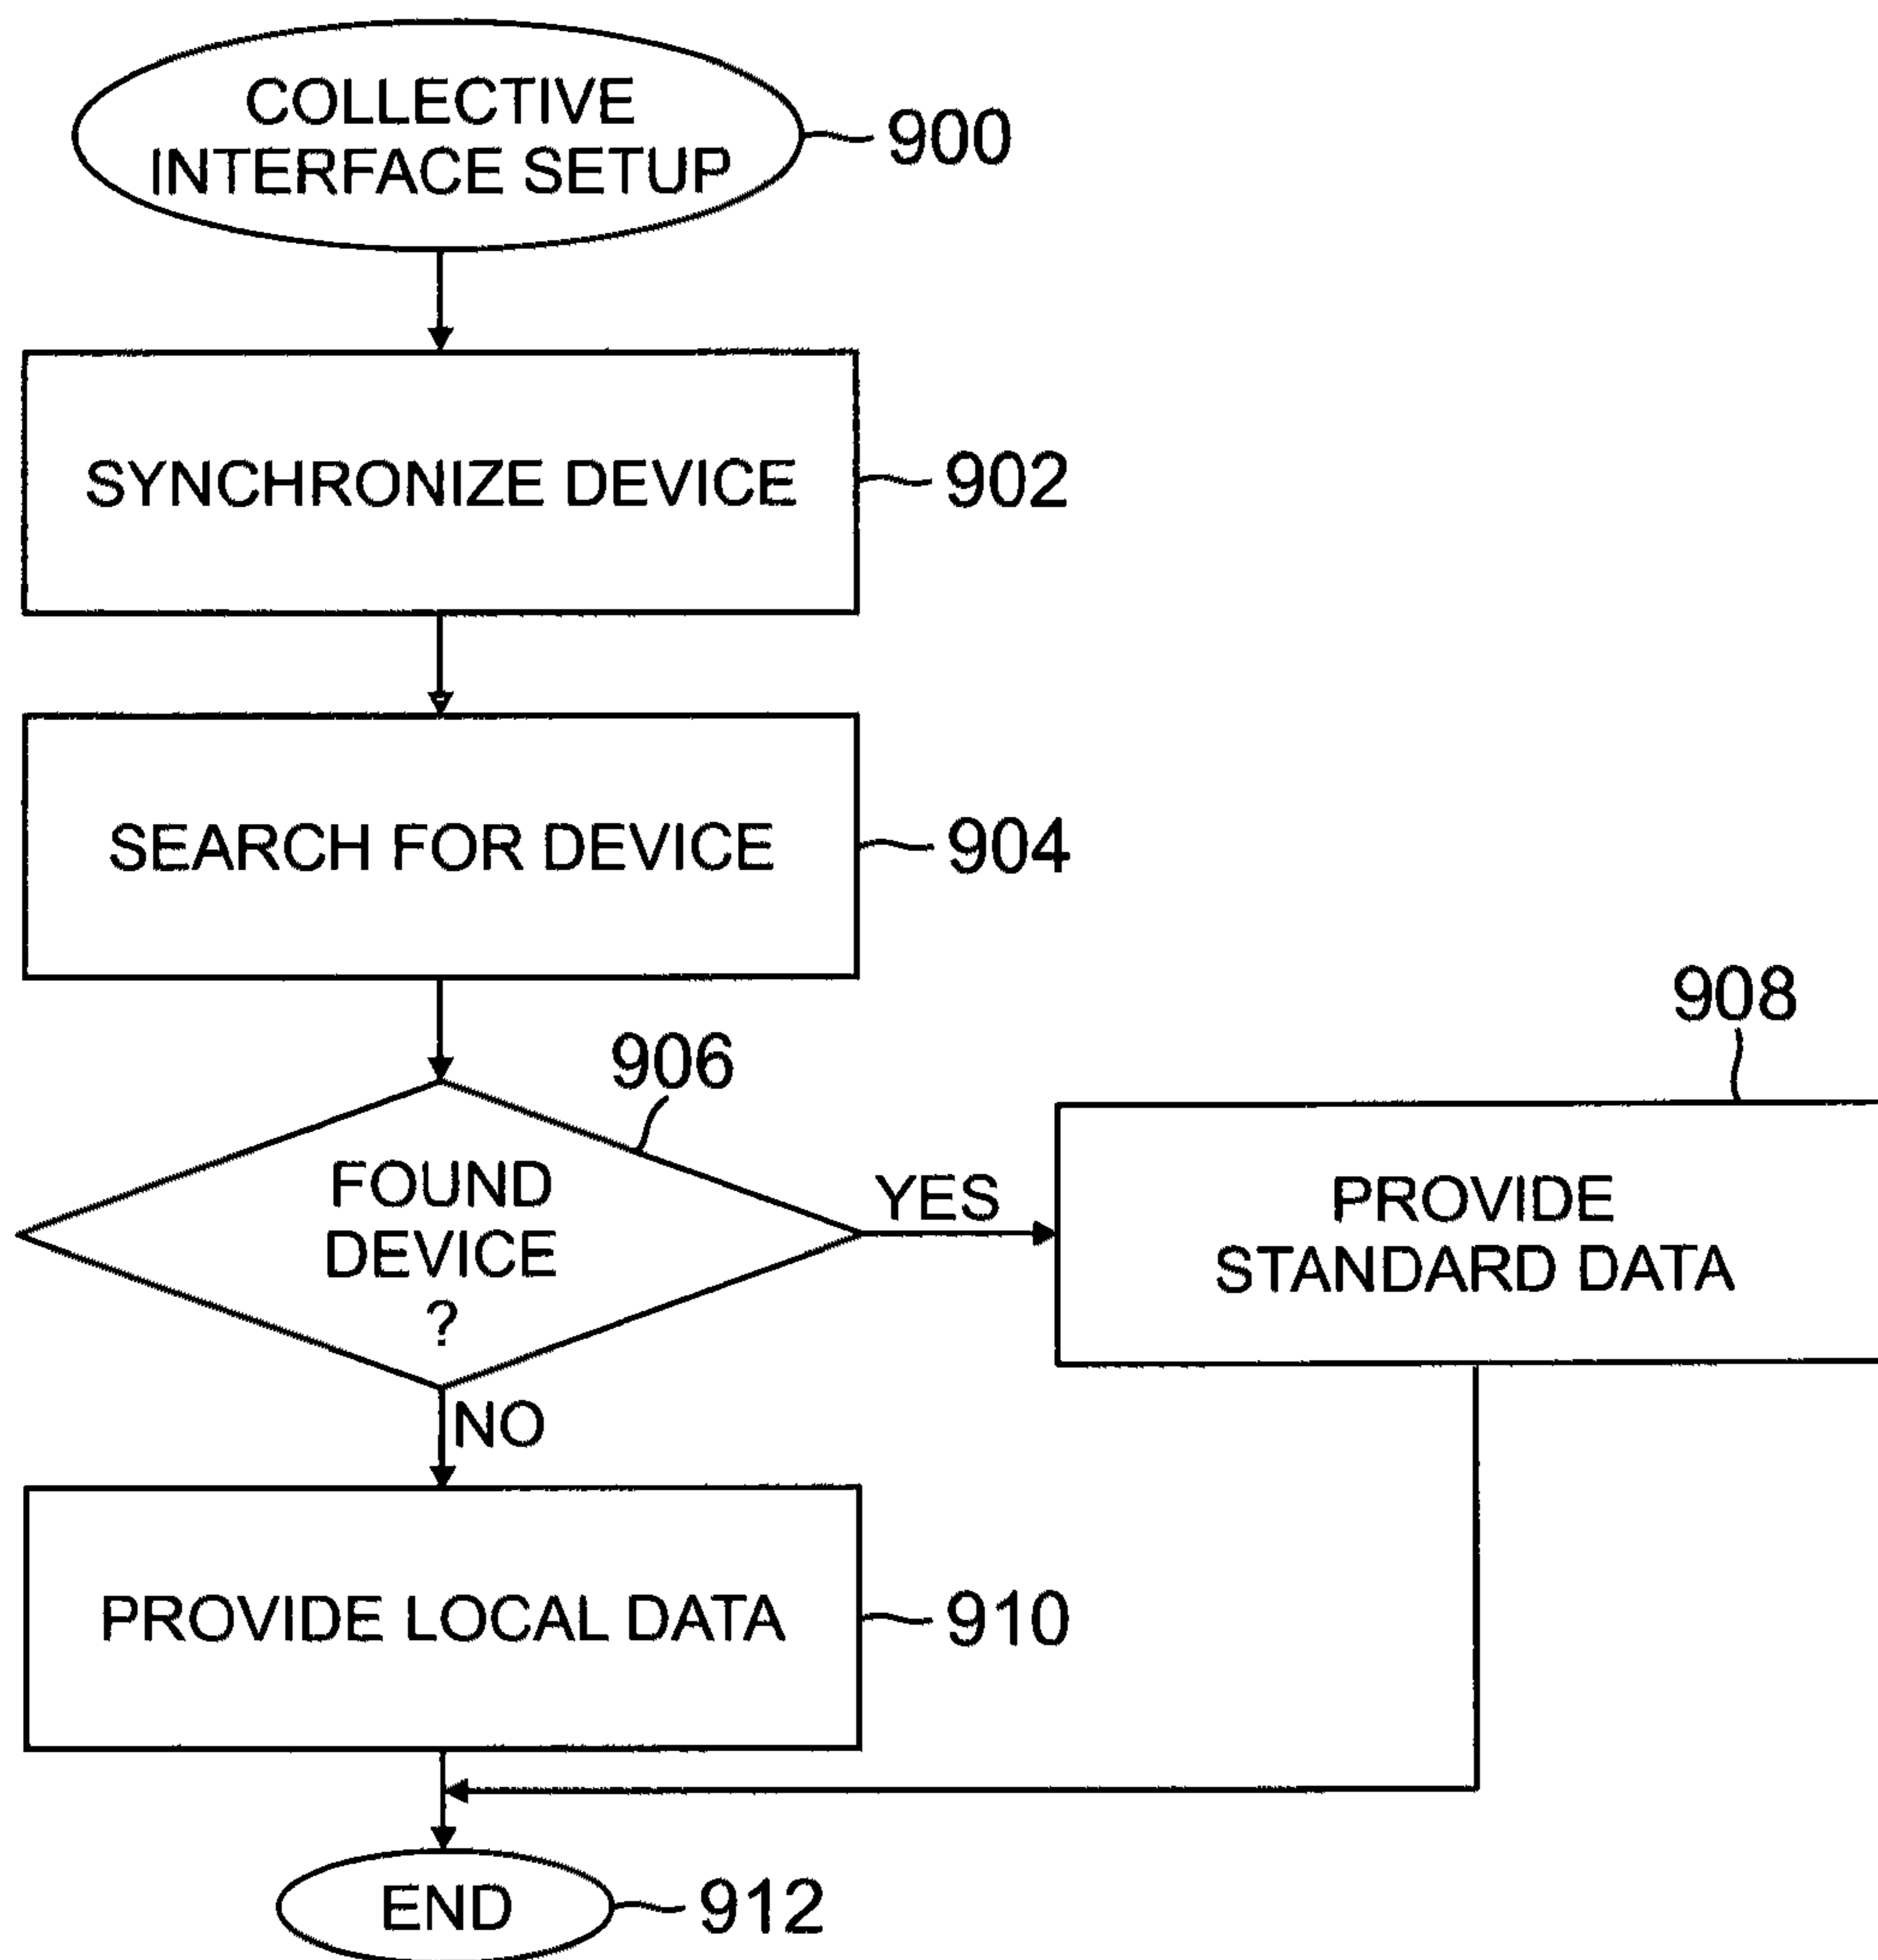 COLLECTIVE
INTERFACE SETUP
900
SYNCHRONIZE DEVICE
902
SEARCH FOR DEVICE
904
906
908
FOUND
DEVICE
?
YES
PROVIDE
STANDARD DATA
NO
PROVIDE LOCAL DATA
910
END
912